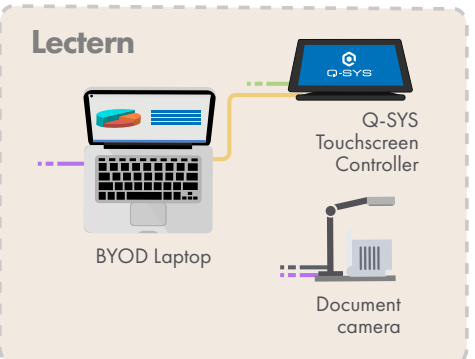 Lectern
Q-SYS
Q-SYS
Touchscreen
Controller
BYOD Laptop
Document
camera